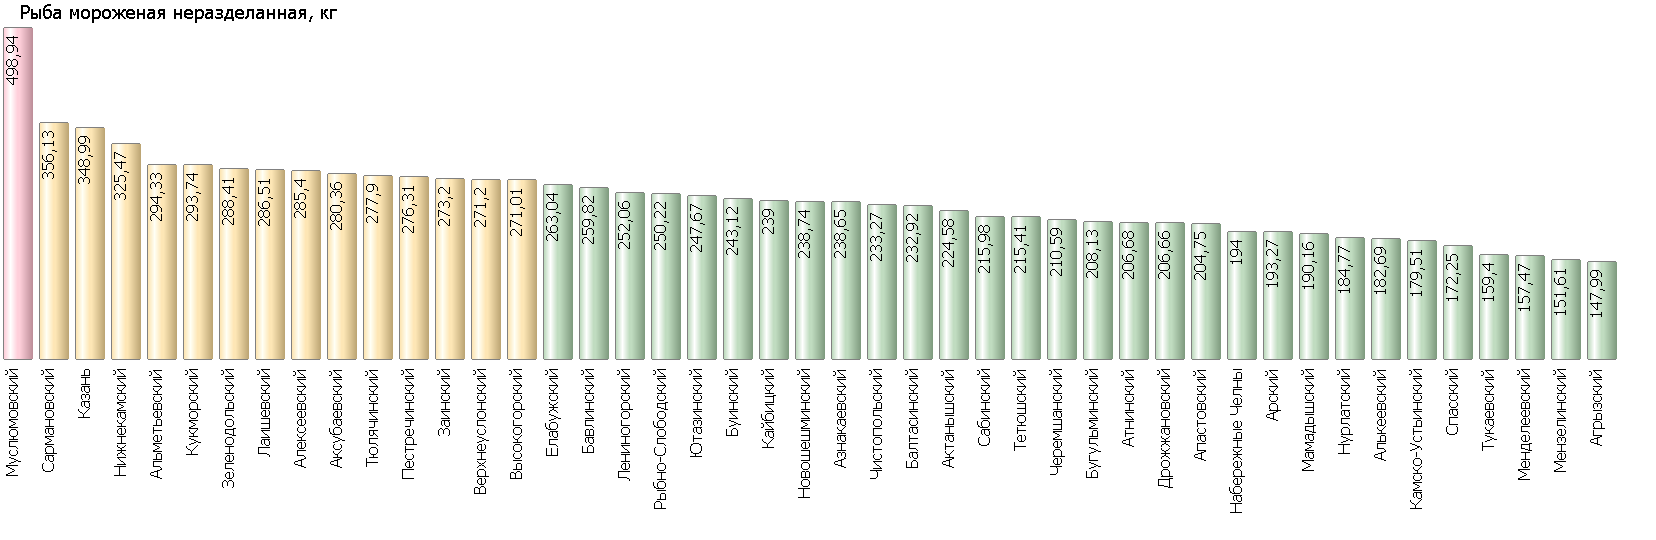 Рыба мороженая неразделанная, кг
498,94
356,13
348,99
325,47
294,33
293,74
288,41
286,51
285,4
280,36
277,9
276,31
273,2
271,2
271,01
263,04
259,82
252,06
250,22
247,67
243,12
239
238,74
238,65
233,27
232,92
224,58
215,98
215,41
210,59
208,13
206,68
206,66
204,75
194
193,27
190,16
184,77
182,69
179,51
172,25
159,4
157,47
151,61
147,99
Муслюмовский
Сармановский
Казань
Нижнекамский
Альметьевский
Кукморский
Зеленодольский
Лаишевский
Алексеевский
Аксубаевский
Тюлячинский
Пестречинский
Заинский
Верхнеуслонский
Высокогорский
Елабужский
Бавлинский
Лениногорский
Рыбно-Слободский
Ютазинский
Буинский
Кайбицкий
Новошешминский
Азнакаевский
Чистопольский
Балтасинский
Актанышский
Сабинский
Тетюшский
Черемшанский
Бугульминский
Атнинский
Дрожжановский
Апастовский
Набережные Челны
Арский
Мамадышский
Нурлатский
Алькеевский
Камско-Устьинский
Спасский
Тукаевский
Менделеевский
Мензелинский
Агрызский